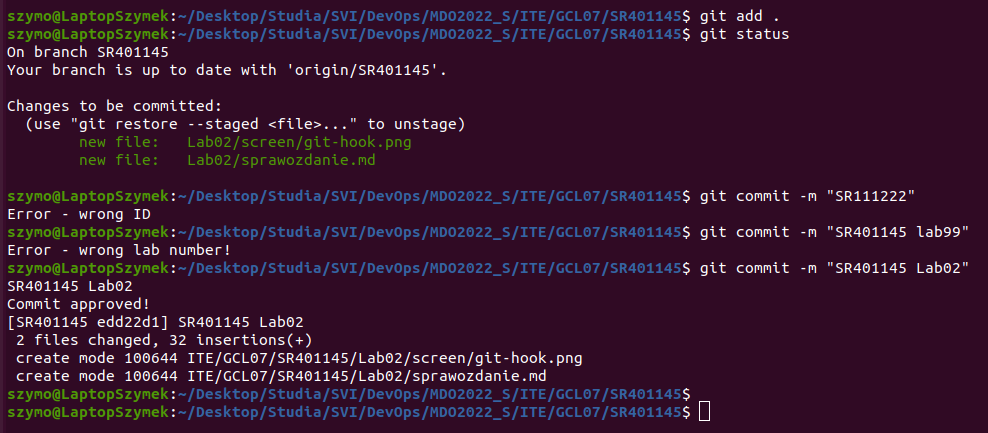 szymo@LaptopSzymek:~/Desktop/Studia/SVI/DevOps/MDO2022_S/ITE/GCL07/SR401145$ git add .
szymo@LaptopSzymek:~/Desktop/Studia/SVI/DevOps/MDO2022_S/ITE/GCL07/SR401145$ git status
On branch SR401145
Your branch is up to date with 'origin/SR401145'.
Changes to be committed:
  (use "git restore --staged <file>..." to unstage)
        new file:   Lab02/screen/git-hook.png
        new file:   Lab02/sprawozdanie.md
szymo@LaptopSzymek:~/Desktop/Studia/SVI/DevOps/MDO2022_S/ITE/GCL07/SR401145$ git commit -m "SR111222"
Error - wrong ID
szymo@LaptopSzymek:~/Desktop/Studia/SVI/DevOps/MDO2022_S/ITE/GCL07/SR401145$ git commit -m "SR401145 lab99"
Error - wrong lab number!
szymo@LaptopSzymek:~/Desktop/Studia/SVI/DevOps/MDO2022_S/ITE/GCL07/SR401145$ git commit -m "SR401145 Lab02"
SR401145 Lab02
Commit approved!
[SR401145 edd22d1] SR401145 Lab02
 2 files changed, 32 insertions(+)
 create mode 100644 ITE/GCL07/SR401145/Lab02/screen/git-hook.png
 create mode 100644 ITE/GCL07/SR401145/Lab02/sprawozdanie.md
szymo@LaptopSzymek:~/Desktop/Studia/SVI/DevOps/MDO2022_S/ITE/GCL07/SR401145$
szymo@LaptopSzymek:~/Desktop/Studia/SVI/DevOps/MDO2022_S/ITE/GCL07/SR401145$